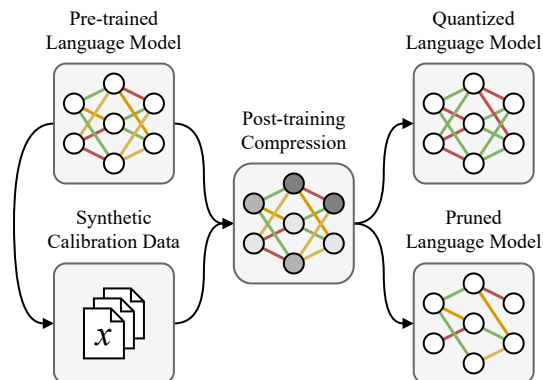 Pre-trained
Language Model
Synthetic
Calibration Data
x
Post-training
Compression
Quantized
Language Model
Pruned
Language Model